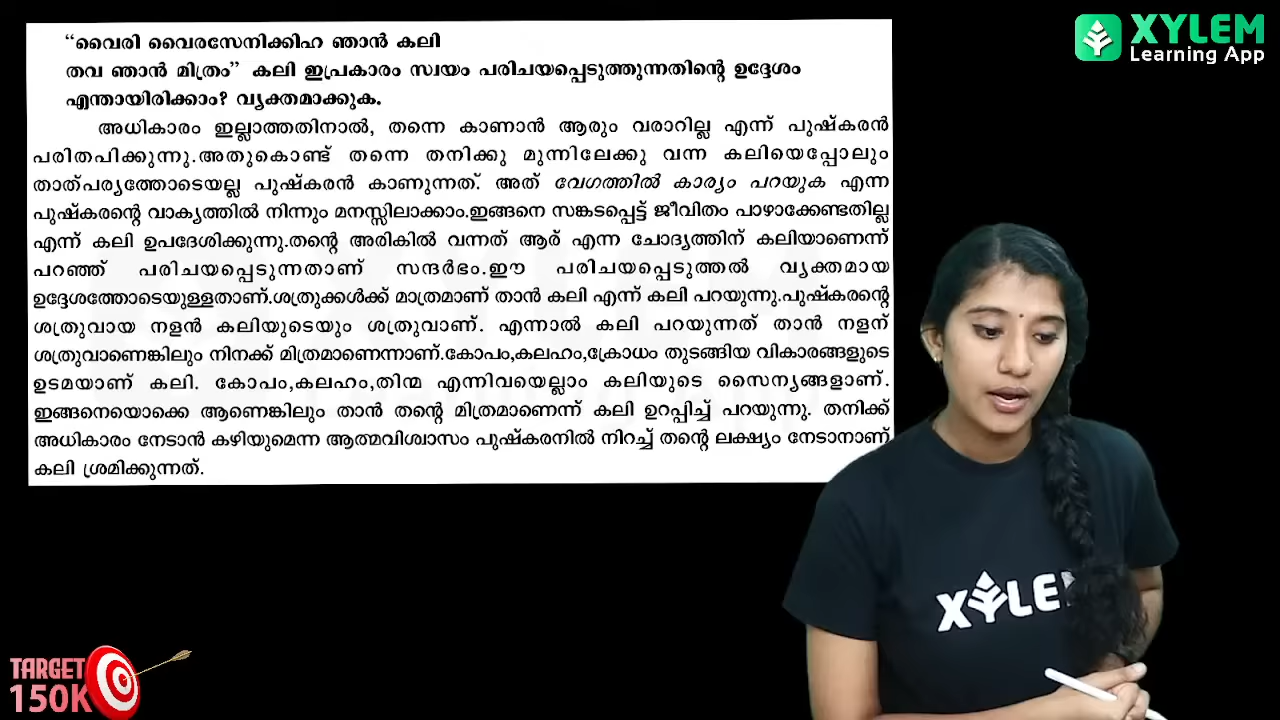 “വൈരി വൈരസേനിക്കിഹ ഞാൻ കലി
തവ ഞാൻ മിത്രം” കലി ഇപ്രകാരം സ്വയം പരിചയപ്പെടുത്തുന്നതിന്റെ ഉദ്ദേശം
എന്തായിരിക്കാം? വ്യക്തമാക്കുക.
അധികാരം ഇല്ലാത്തതിനാൽ, തന്നെ കാണാൻ ആരും വരാറില്ല എന്ന് പുഷ്കരൻ
പരിതപിക്കുന്നു.അതുകൊണ്ട് തന്നെ തനിക്കു മുന്നിലേക്കു വന്ന കലിയെപ്പോലും
താത്പര്യത്തോടെയല്ല പുഷ്കരൻ കാണുന്നത്. അത് വേഗത്തിൽ കാര്യം പറയുക എന്ന
പുഷ്കരന്റെ വാക്യത്തിൽ നിന്നും മനസ്സിലാക്കാം.ഇങ്ങനെ സങ്കടപ്പെട്ട് ജീവിതം പാഴാക്കേണ്ടതില്ല
എന്ന് കലി ഉപദേശിക്കുന്നു.തന്റെ അരികിൽ വന്നത് ആര് എന്ന ചോദ്യത്തിന് കലിയാണെന്ന്
പറഞ്ഞ് പരിചയപ്പെടുന്നതാണ് സന്ദർഭം.ഈ പരിചയപ്പെടുത്തൽ വ്യക്തമായ
ഉദ്ദേശത്തോടെയുള്ളതാണ്.ശത്രുക്കൾക്ക് മാത്രമാണ് താൻ കലി എന്ന് കലി പറയുന്നു.പുഷ്കരന്റെ
ശത്രുവായ നളൻ കലിയുടെയും ശത്രുവാണ്. എന്നാൽ കലി പറയുന്നത് താൻ നളന്
ശത്രുവാണെങ്കിലും നിനക്ക് മിത്രമാണെന്നാണ്.കോപം,കലഹം,ക്രോധം തുടങ്ങിയ വികാരങ്ങളുടെ
ഉടമയാണ് കലി. കോപം,കലഹം,തിന്മ എന്നിവയെല്ലാം കലിയുടെ സൈന്യങ്ങളാണ്.
ഇങ്ങനെയൊക്കെ ആണെങ്കിലും താൻ തന്റെ മിത്രമാണെന്ന് കലി ഉറപ്പിച്ച് പറയുന്നു. തനിക്ക്
അധികാരം നേടാൻ കഴിയുമെന്ന ആത്മവിശ്വാസം പുഷ്കരനിൽ നിറച്ച് തന്റെ ലക്ഷ്യം നേടാനാണ്
കലി ശ്രമിക്കുന്നത്.
XYLEM
Learning App
XYLE
TARGET
150K